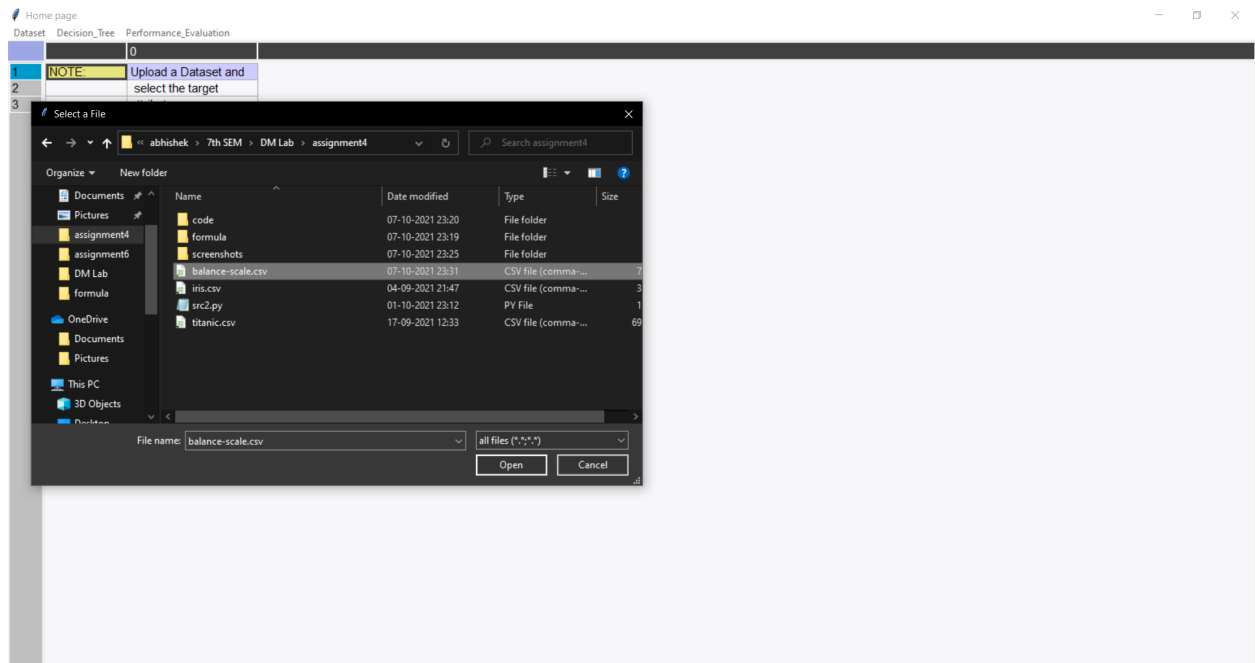 Home page
Dataset Decision_Tree Performance_Evaluation
0
1 NOTE: Upload a Dataset and
2 select the target
3
Select a File
« abhishek › 7th SEM › DM Lab › assignment4
Search assignment4
Organize New folder
?
Name Date modified Type Size
Documents
Pictures
assignment4
assignment6
DM Lab
formula
OneDrive
Documents
Pictures
This PC
3D Objects
Desktop
code 07-10-2021 23:20 File folder
formula 07-10-2021 23:19 File folder
screenshots 07-10-2021 23:25 File folder
balance-scale.csv 07-10-2021 23:31 CSV file (comma-... 7
iris.csv 04-09-2021 21:47 CSV file (comma-... 3
src2.py 01-10-2021 23:12 PY File 1
titanic.csv 17-09-2021 12:33 CSV file (comma-... 69
File name: balance-scale.csv all files (*.*;*.*)
Open Cancel